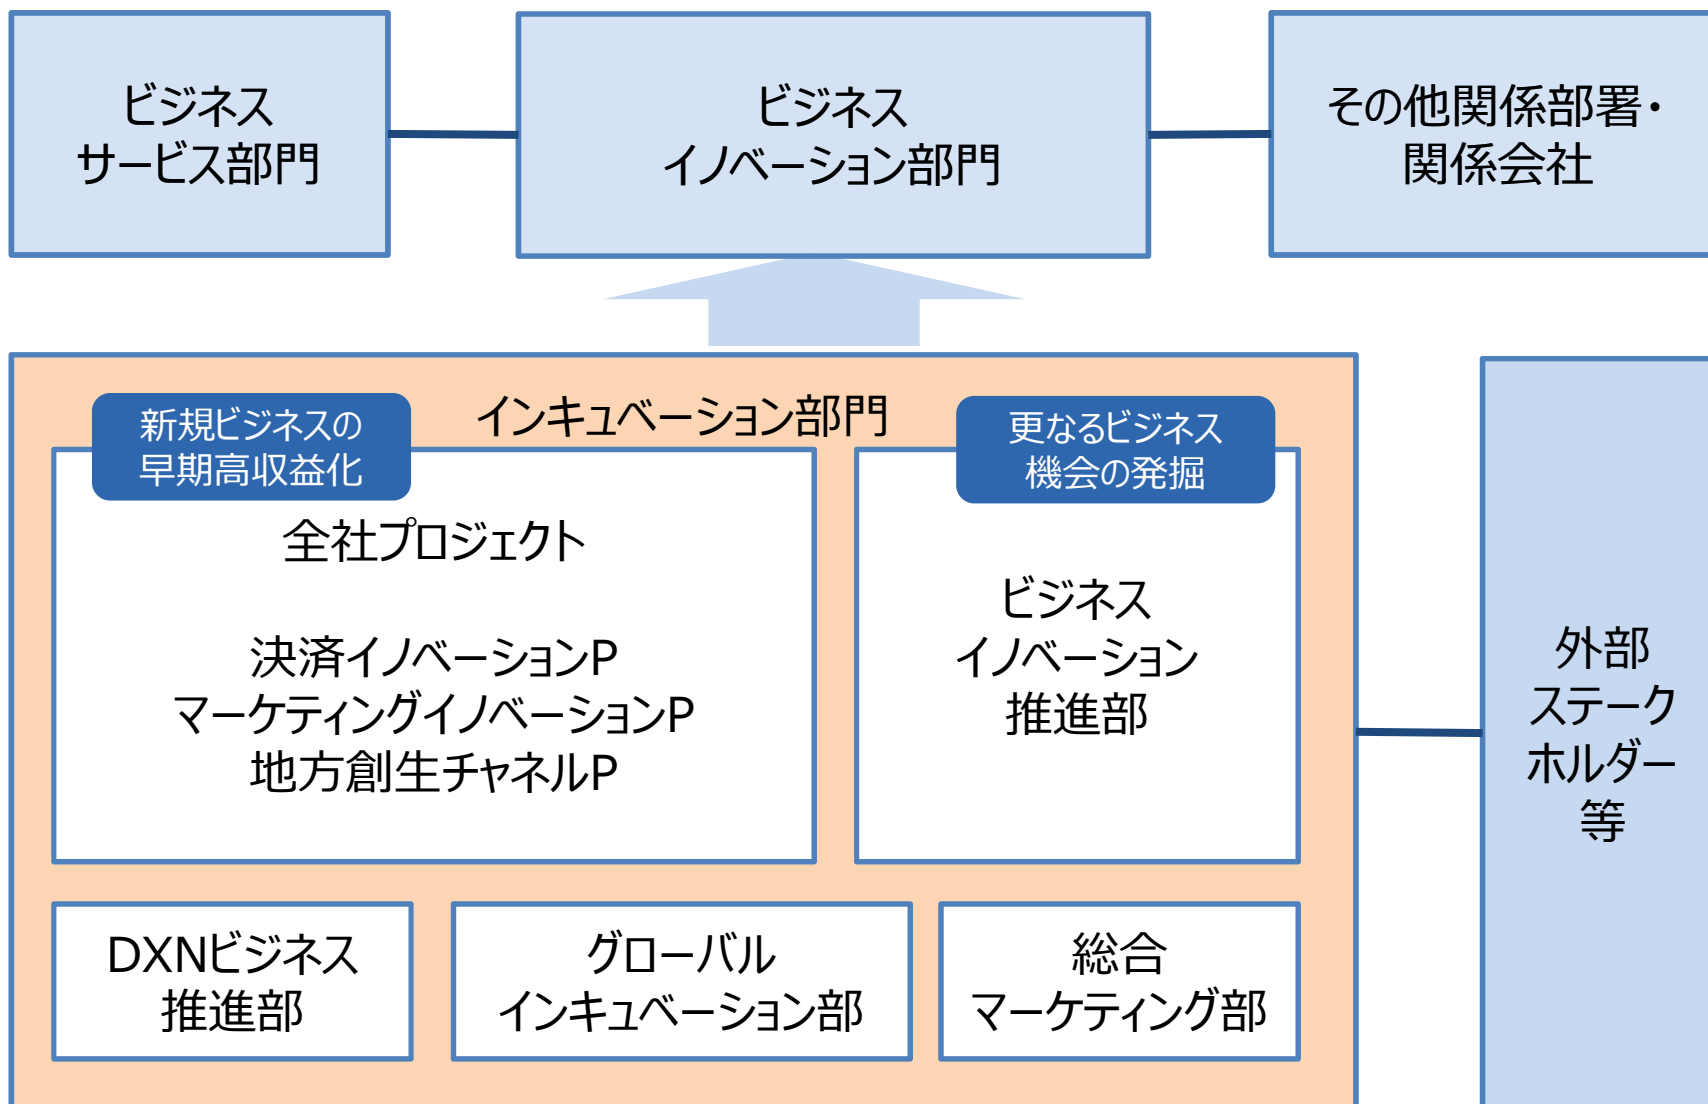 ビジネス
サービス部門
ビジネス
イノベーション部門
その他関係部署・
関係会社
インキュベーション部門
新規ビジネスの
早期高収益化
全社プロジェクト
決済イノベーションP
マーケティングイノベーションP
地方創生チャネルP
更なるビジネス
機会の発掘
ビジネス
イノベーション
推進部
DXNビジネス
推進部
グローバル
インキュベーション部
総合
マーケティング部
外部
ステーク
ホルダー
等